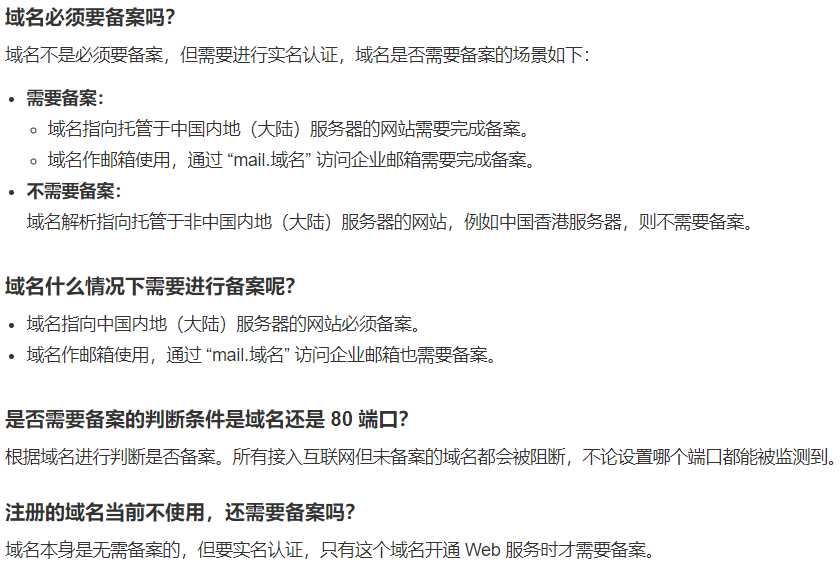 域名必须要备案吗？
域名不是必须要备案，但需要进行实名认证，域名是否需要备案的场景如下：
• 需要备案：
○ 域名指向托管于中国内地（大陆）服务器的网站需要完成备案。
○ 域名作邮箱使用，通过 “mail.域名” 访问企业邮箱需要完成备案。
• 不需要备案：
域名解析指向托管于非中国内地（大陆）服务器的网站，例如中国香港服务器，则不需要备案。
域名什么情况下需要进行备案呢？
• 域名指向中国内地（大陆）服务器的网站必须备案。
• 域名作邮箱使用，通过 “mail.域名” 访问企业邮箱也需要备案。
是否需要备案的判断条件是域名还是 80 端口？
根据域名进行判断是否备案。所有接入互联网但未备案的域名都会被阻断，不论设置哪个端口都能被监测到。
注册的域名当前不使用，还需要备案吗？
域名本身是无需备案的，但要实名认证，只有这个域名开通 Web 服务时才需要备案。